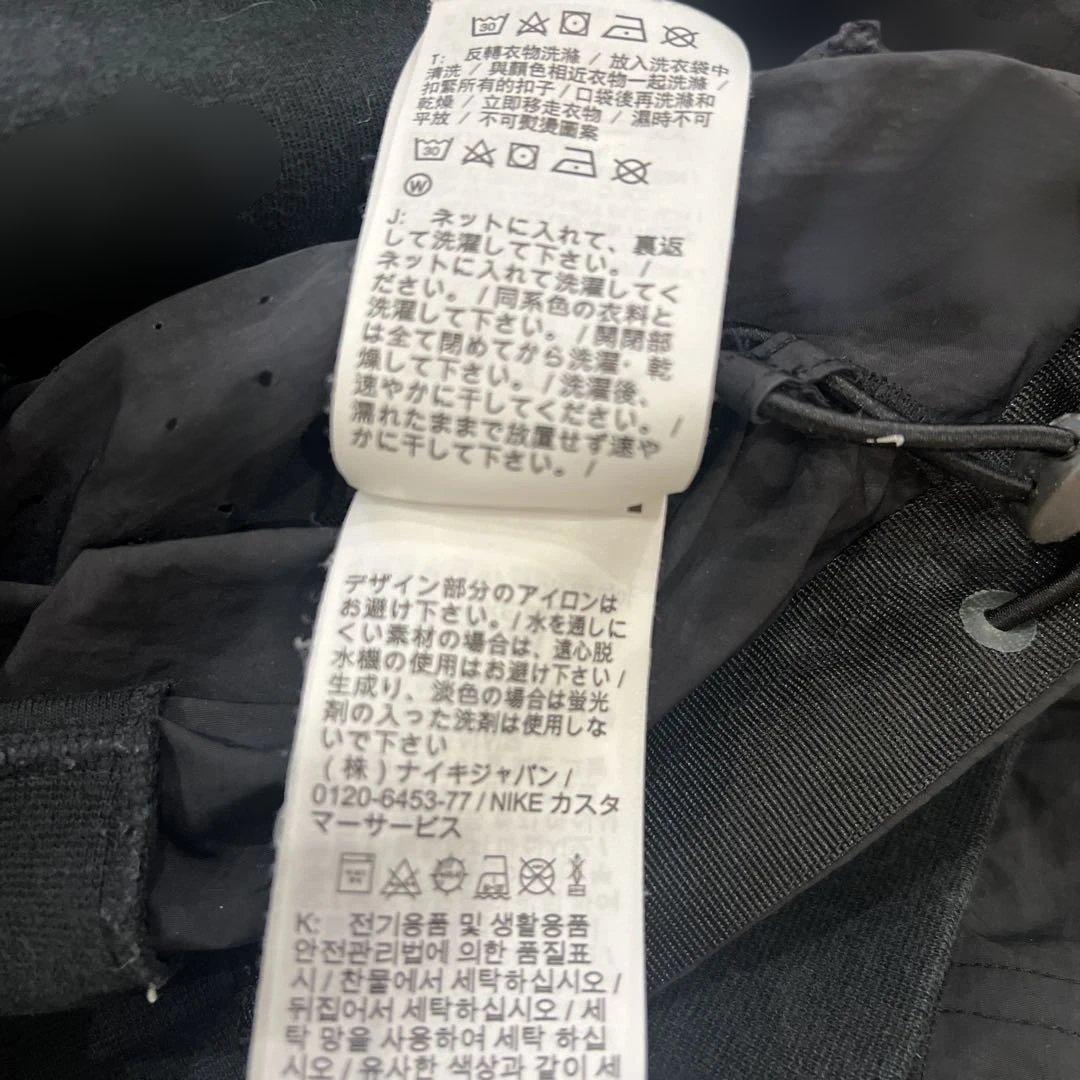 30
T: 反轉衣物洗滌 / 放入洗衣袋中
清洗 / 與顏色相近衣物一起洗滌 /
扣緊所有的扣子 / 口袋後再洗滌和
乾燥 / 立即移走衣物 / 濕時不可
平放 / 不可熨燙圖案
30
W
J: ネットに入れて、裏返
して洗濯して下さい。/
ネットに入れて洗濯してく
ださい。/ 同系色の衣料と
洗濯して下さい。/ 開閉部
は全て閉めてから洗濯・乾
燥して下さい。/ 洗濯後、
速やかに干してください。/
濡れたままで放置せず速や
かに干して下さい。/
デザイン部分のアイロンは
お避け下さい。/ 水を通しに
くい素材の場合は、遠心脱
水機の使用はお避け下さい /
生成り、淡色の場合は蛍光
剤の入った洗剤は使用しな
いで下さい
(株) ナイキジャパン /
0120-6453-77 / NIKE カスタ
マーサービス
K: 전기용품 및 생활용품
안전관리법에 의한 품질표
시 / 찬물에서 세탁하십시오 /
뒤집어서 세탁하십시오 / 세
탁 망을 사용하여 세탁 하십
시오 / 유사한 색상과 같이 세